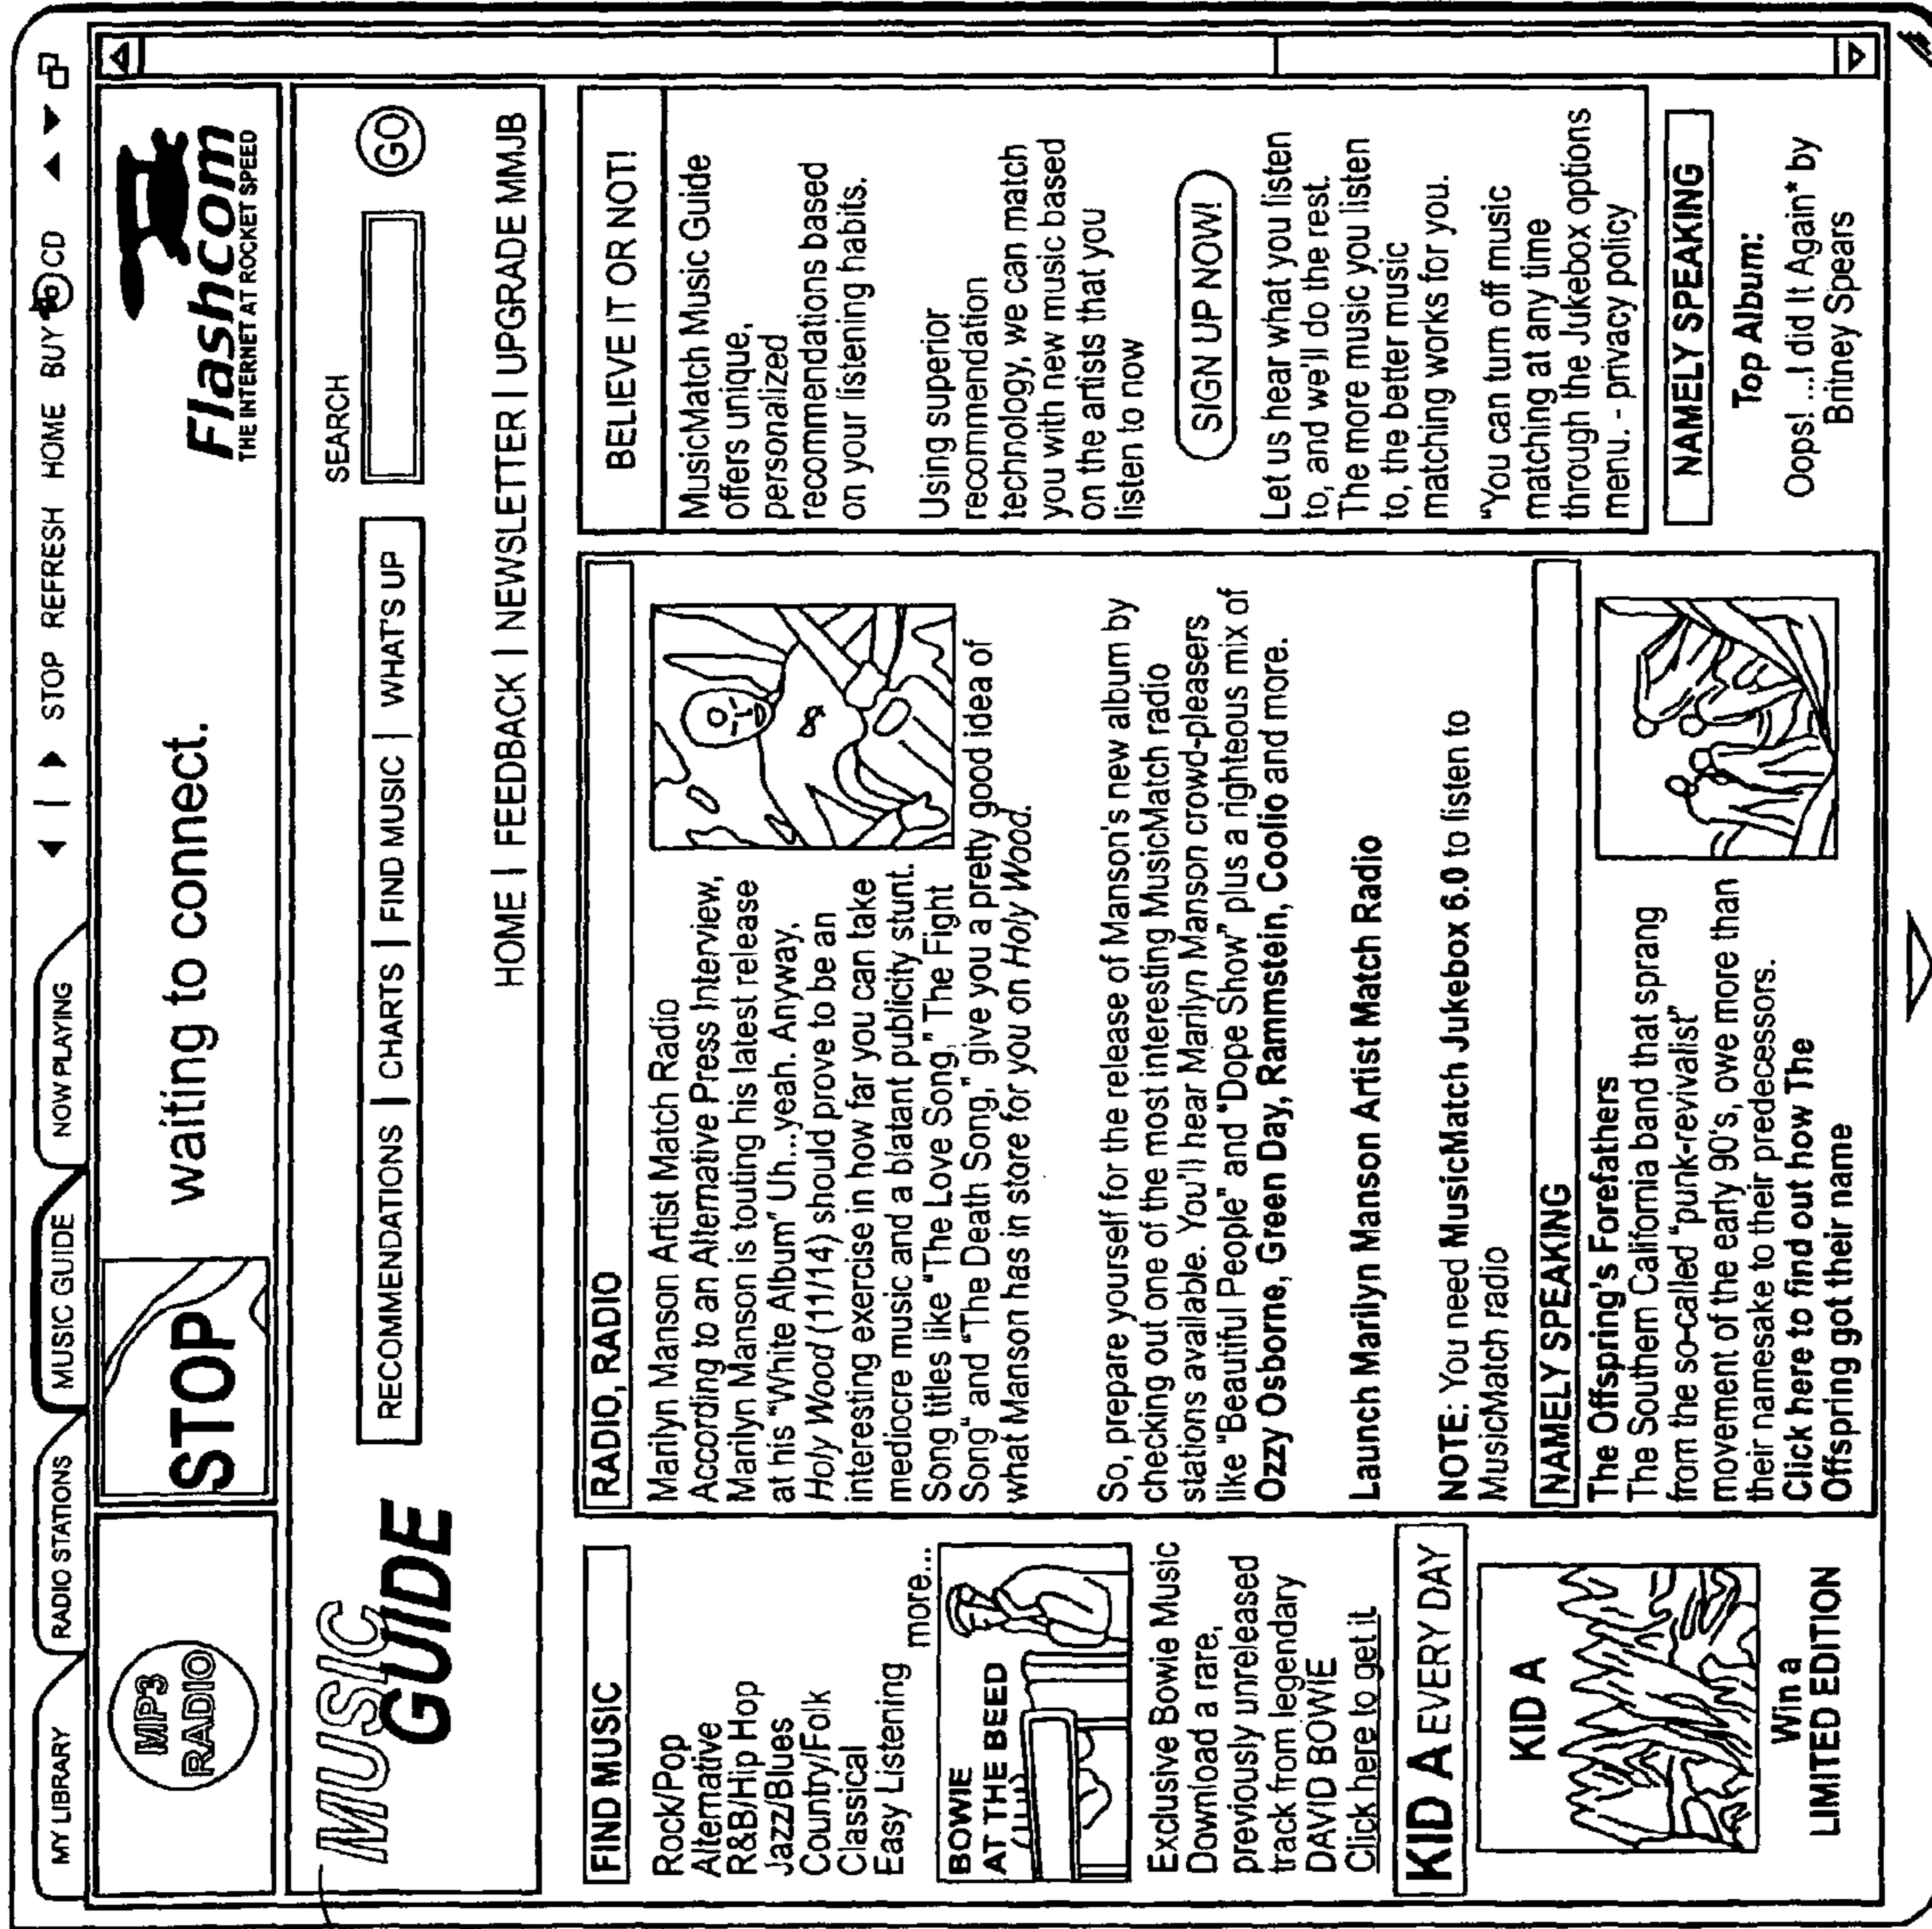 MY LIBRARY
RADIO STATIONS
MUSIC GUIDE
NOW PLAYING
STOP REFRESH HOME BUY CD
MP3
RADIO
STOP
waiting to connect.
Flashcom
THE INTERNET AT ROCKET SPEED
MUSIC
GUIDE
SEARCH
RECOMMENDATIONS | CHARTS | FIND MUSIC | WHAT'S UP
GO
HOME | FEEDBACK | NEWSLETTER | UPGRADE MMJB
FIND MUSIC
Rock/Pop
Alternative
R&B/Hip Hop
Jazz/Blues
Country/Folk
Classical
Easy Listening
more...
BOWIE
AT THE BEED
Exclusive Bowie Music
Download a rare,
previously unreleased
track from legendary
DAVID BOWIE
Click here to get it
KID A EVERY DAY
KID A
Win a
LIMITED EDITION
RADIO, RADIO
Marilyn Manson Artist Match Radio
According to an Alternative Press Interview,
Marilyn Manson is touting his latest release
at his "White Album" Uh...yeah. Anyway,
Holy Wood (11/14) should prove to be an
interesting exercise in how far you can take
mediocre music and a blatant publicity stunt.
Song titles like "The Love Song," The Fight
Song" and "The Death Song," give you a pretty good idea of
what Manson has in store for you on Holy Wood.
So, prepare yourself for the release of Manson's new album by
checking out one of the most interesting MusicMatch radio
stations available. You'll hear Marilyn Manson crowd-pleasers
like "Beautiful People" and "Dope Show" plus a righteous mix of
Ozzy Osborne, Green Day, Rammstein, Coolio and more.
Launch Marilyn Manson Artist Match Radio
NOTE: You need MusicMatch Jukebox 6.0 to listen to
MusicMatch radio
NAMELY SPEAKING
The Offspring's Forefathers
The Southern California band that sprang
from the so-called "punk-revivalist"
movement of the early 90's, owe more than
their namesake to their predecessors.
Click here to find out how The
Offspring got their name
BELIEVE IT OR NOT!
MusicMatch Music Guide
offers unique,
personalized
recommendations based
on your listening habits.
Using superior
recommendation
technology, we can match
you with new music based
on the artists that you
listen to now
SIGN UP NOW!
Let us hear what you listen
to, and we'll do the rest.
The more music you listen
to, the better music
matching works for you.
"You can turn off music
matching at any time
through the Jukebox options
menu. - privacy policy
NAMELY SPEAKING
Top Album:
Oops! ...I did It Again* by
Britney Spears